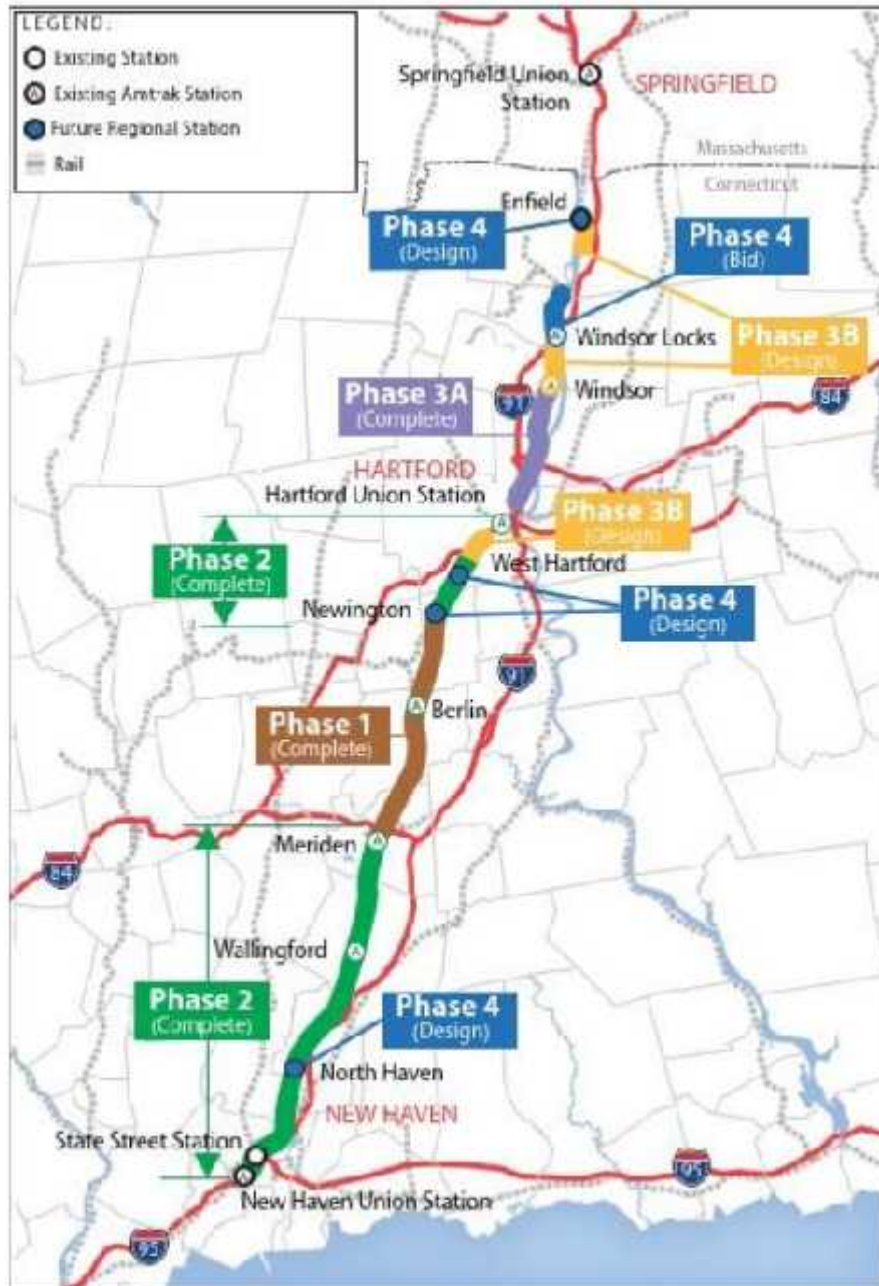 LEGEND:
Existing Station
Existing Amtrak Station
Future Regional Station
Rail
Springfield Union
Station
SPRINGFIELD
Massachusetts
Connecticut
Enfield
Phase 4
(Design)
Phase 4
(Bid)
Windsor Locks
Phase 3B
(Design)
Windsor
Phase 3A
(Complete)
91
84
HARTFORD
Hartford Union Station
Phase 3B
(Design)
West Hartford
Phase 2
(Complete)
Newington
Phase 4
(Design)
91
Berlin
Phase 1
(Complete)
Meriden
84
Wallingford
Phase 2
(Complete)
Phase 4
(Design)
North Haven
NEW HAVEN
State Street Station
New Haven Union Station
95
95